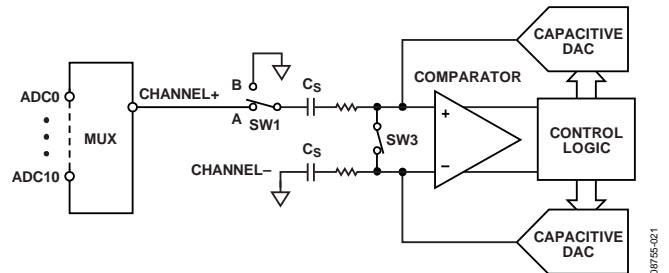 CAPACITIVE
DAC
COMPARATOR
B
CHANNEL+
A
SW1
CS
ADC0
MUX
ADC10
+
SW3
CONTROL
LOGIC
CS
CHANNEL–
–
CAPACITIVE
DAC
08755-021